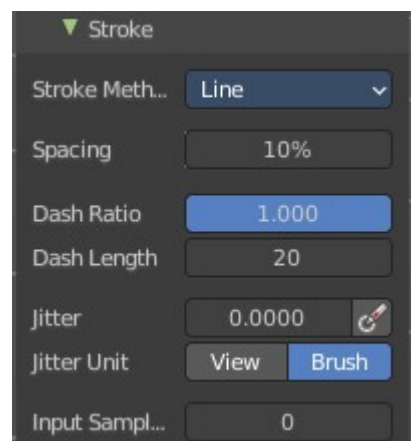 Stroke
Stroke Meth... Line
Spacing 10%
Dash Ratio 1.000
Dash Length 20
Jitter 0.0000
Jitter Unit View Brush
Input Sampl... 0